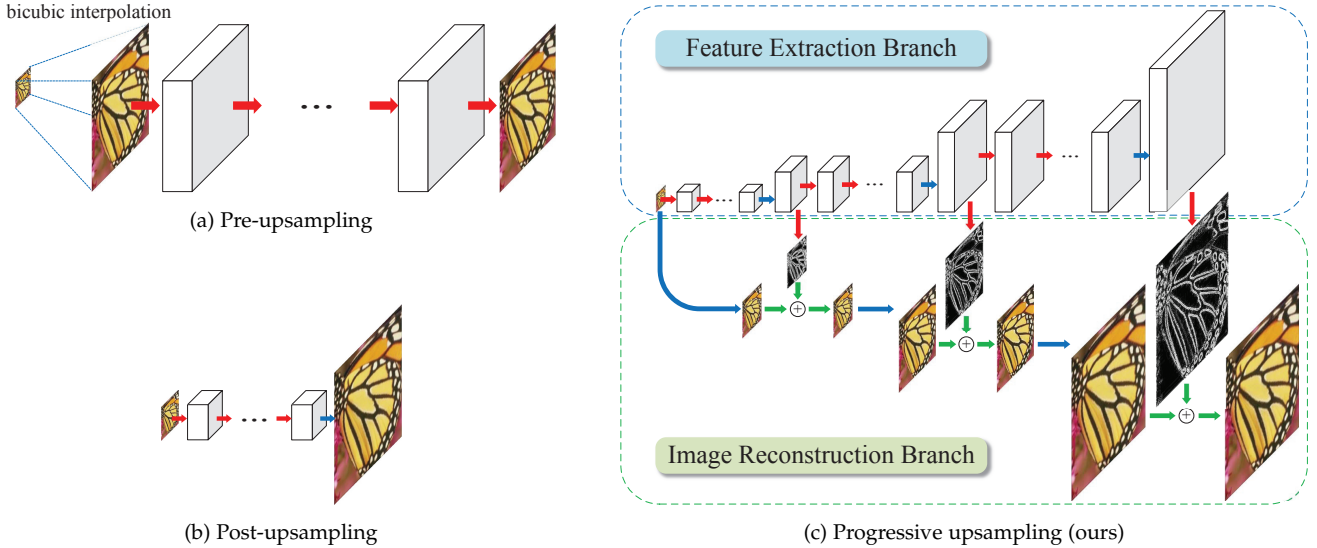 bicubic interpolation
...
(a) Pre-upsampling
...
(b) Post-upsampling
Feature Extraction Branch
...
...
...
+
+
+
Image Reconstruction Branch
(c) Progressive upsampling (ours)